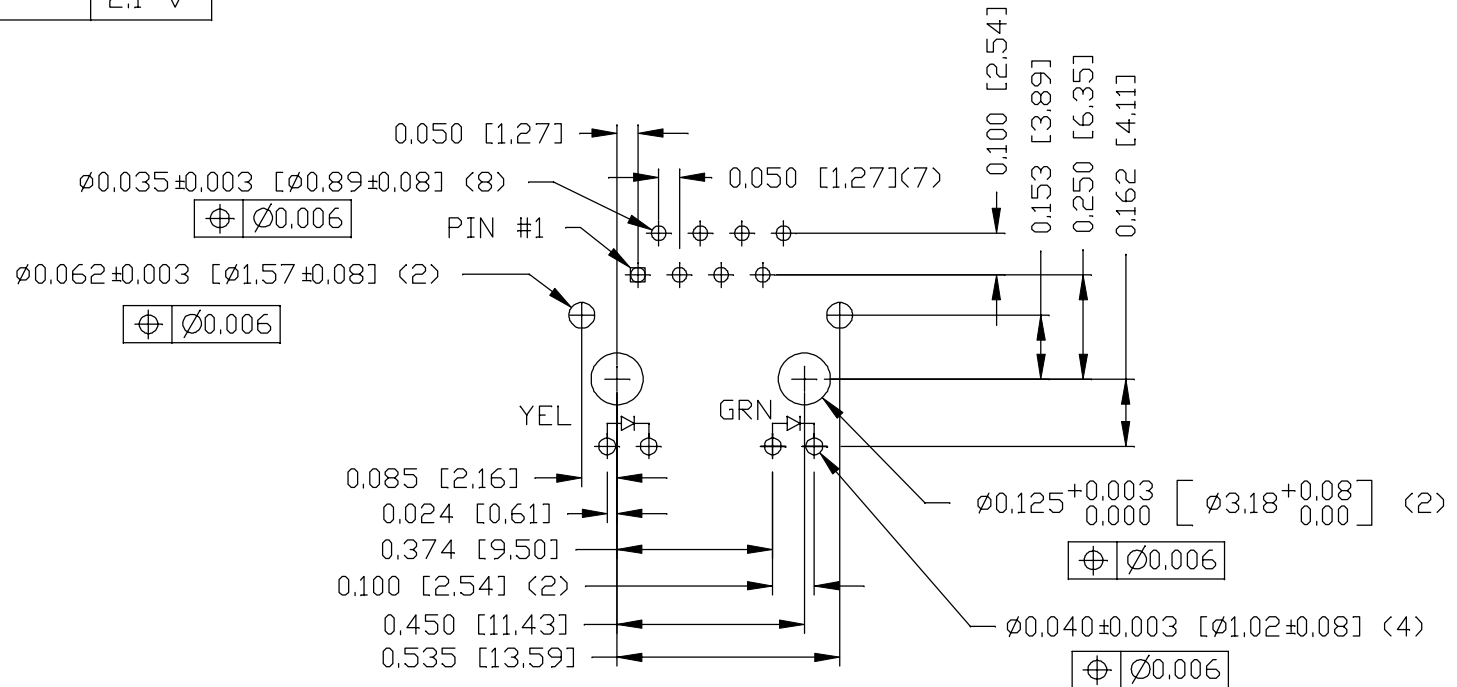 0.100 [2.54]
0.153 [3.89]
0.250 [6.35]
0.162 [4.11]
0.050 [1.27]
Ø0.035±0.003 [Ø0.89±0.08] (8)
0.050 [1.27](7)
⌖ Ø0.006
PIN #1
Ø0.062±0.003 [Ø1.57±0.08] (2)
⌖ Ø0.006
YEL
GRN
0.085 [2.16]
0.024 [0.61]
Ø0.125 +0.003 0.000 [ Ø3.18 +0.08 0.00 ] (2)
0.374 [9.50]
⌖ Ø0.006
0.100 [2.54] (2)
0.450 [11.43]
Ø0.040±0.003 [Ø1.02±0.08] (4)
0.535 [13.59]
⌖ Ø0.006